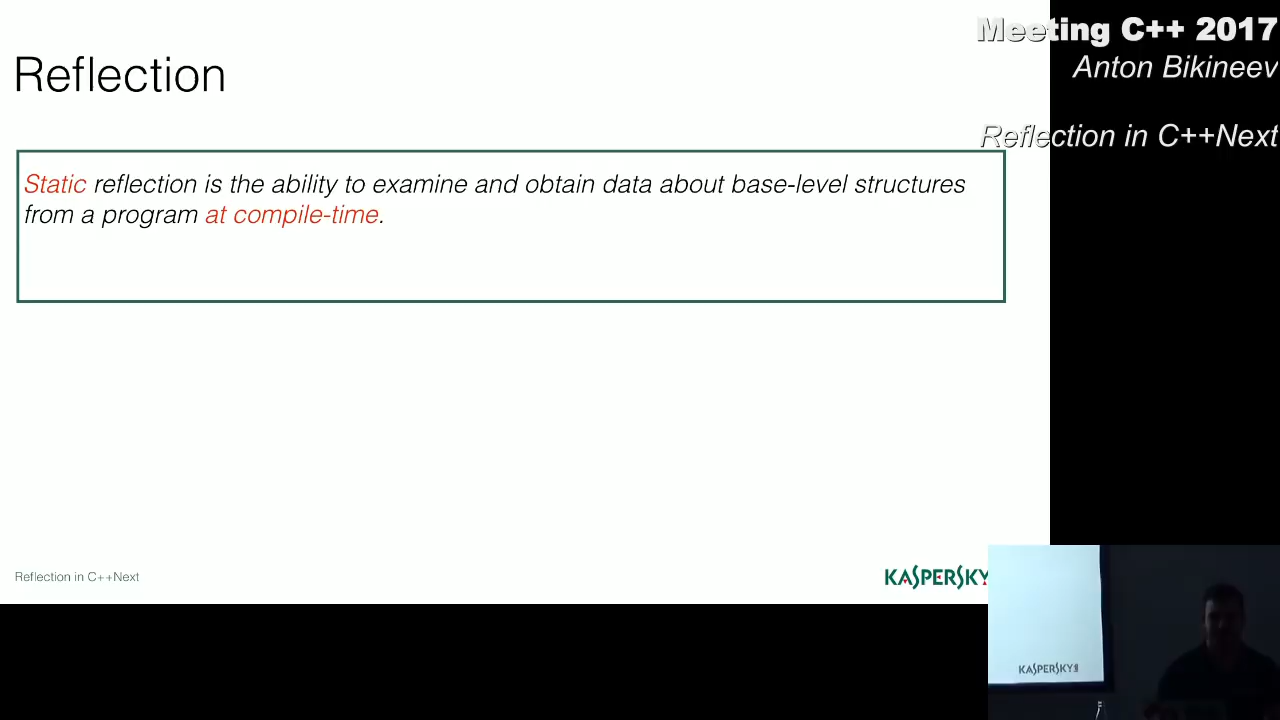 Meeting C++ 2017
Anton Bikineev
Reflection in C++Next
Reflection
Static reflection is the ability to examine and obtain data about base-level structures
from a program at compile-time.
Reflection in C++Next
KASPERSKY
KASPERSKY